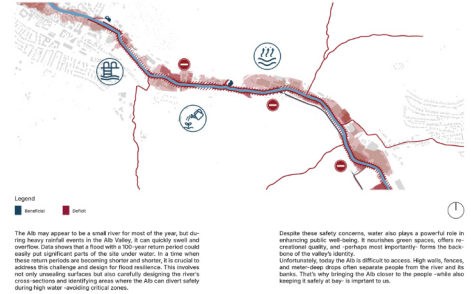 Legend
Beneficial
Deficit
The Alb may appear to be a small river for most of the year, but du-
ring heavy rainfall events in the Alb Valley, it can quickly swell and
overflow. Data shows that a flood with a 100-year return period could
easily put significant parts of the site under water. In a time when
these return periods are becoming shorter and shorter, it is crucial to
address this challenge and design for flood resilience. This involves
not only unsealing surfaces but also carefully designing the river's
cross-sections and identifying areas where the Alb can divert safely
during high water -avoiding critical zones.
Despite these safety concerns, water also plays a powerful role in
enhancing public well-being. It nourishes green spaces, offers re-
creational quality, and -perhaps most importantly- forms the back-
bone of the valley's identity.
Unfortunately, today the Alb is difficult to access. High walls, fences,
and meter-deep drops often separate people from the river and its
banks. That's why bringing the Alb closer to the people -while also
keeping it safely at bay- is imprtant to us.